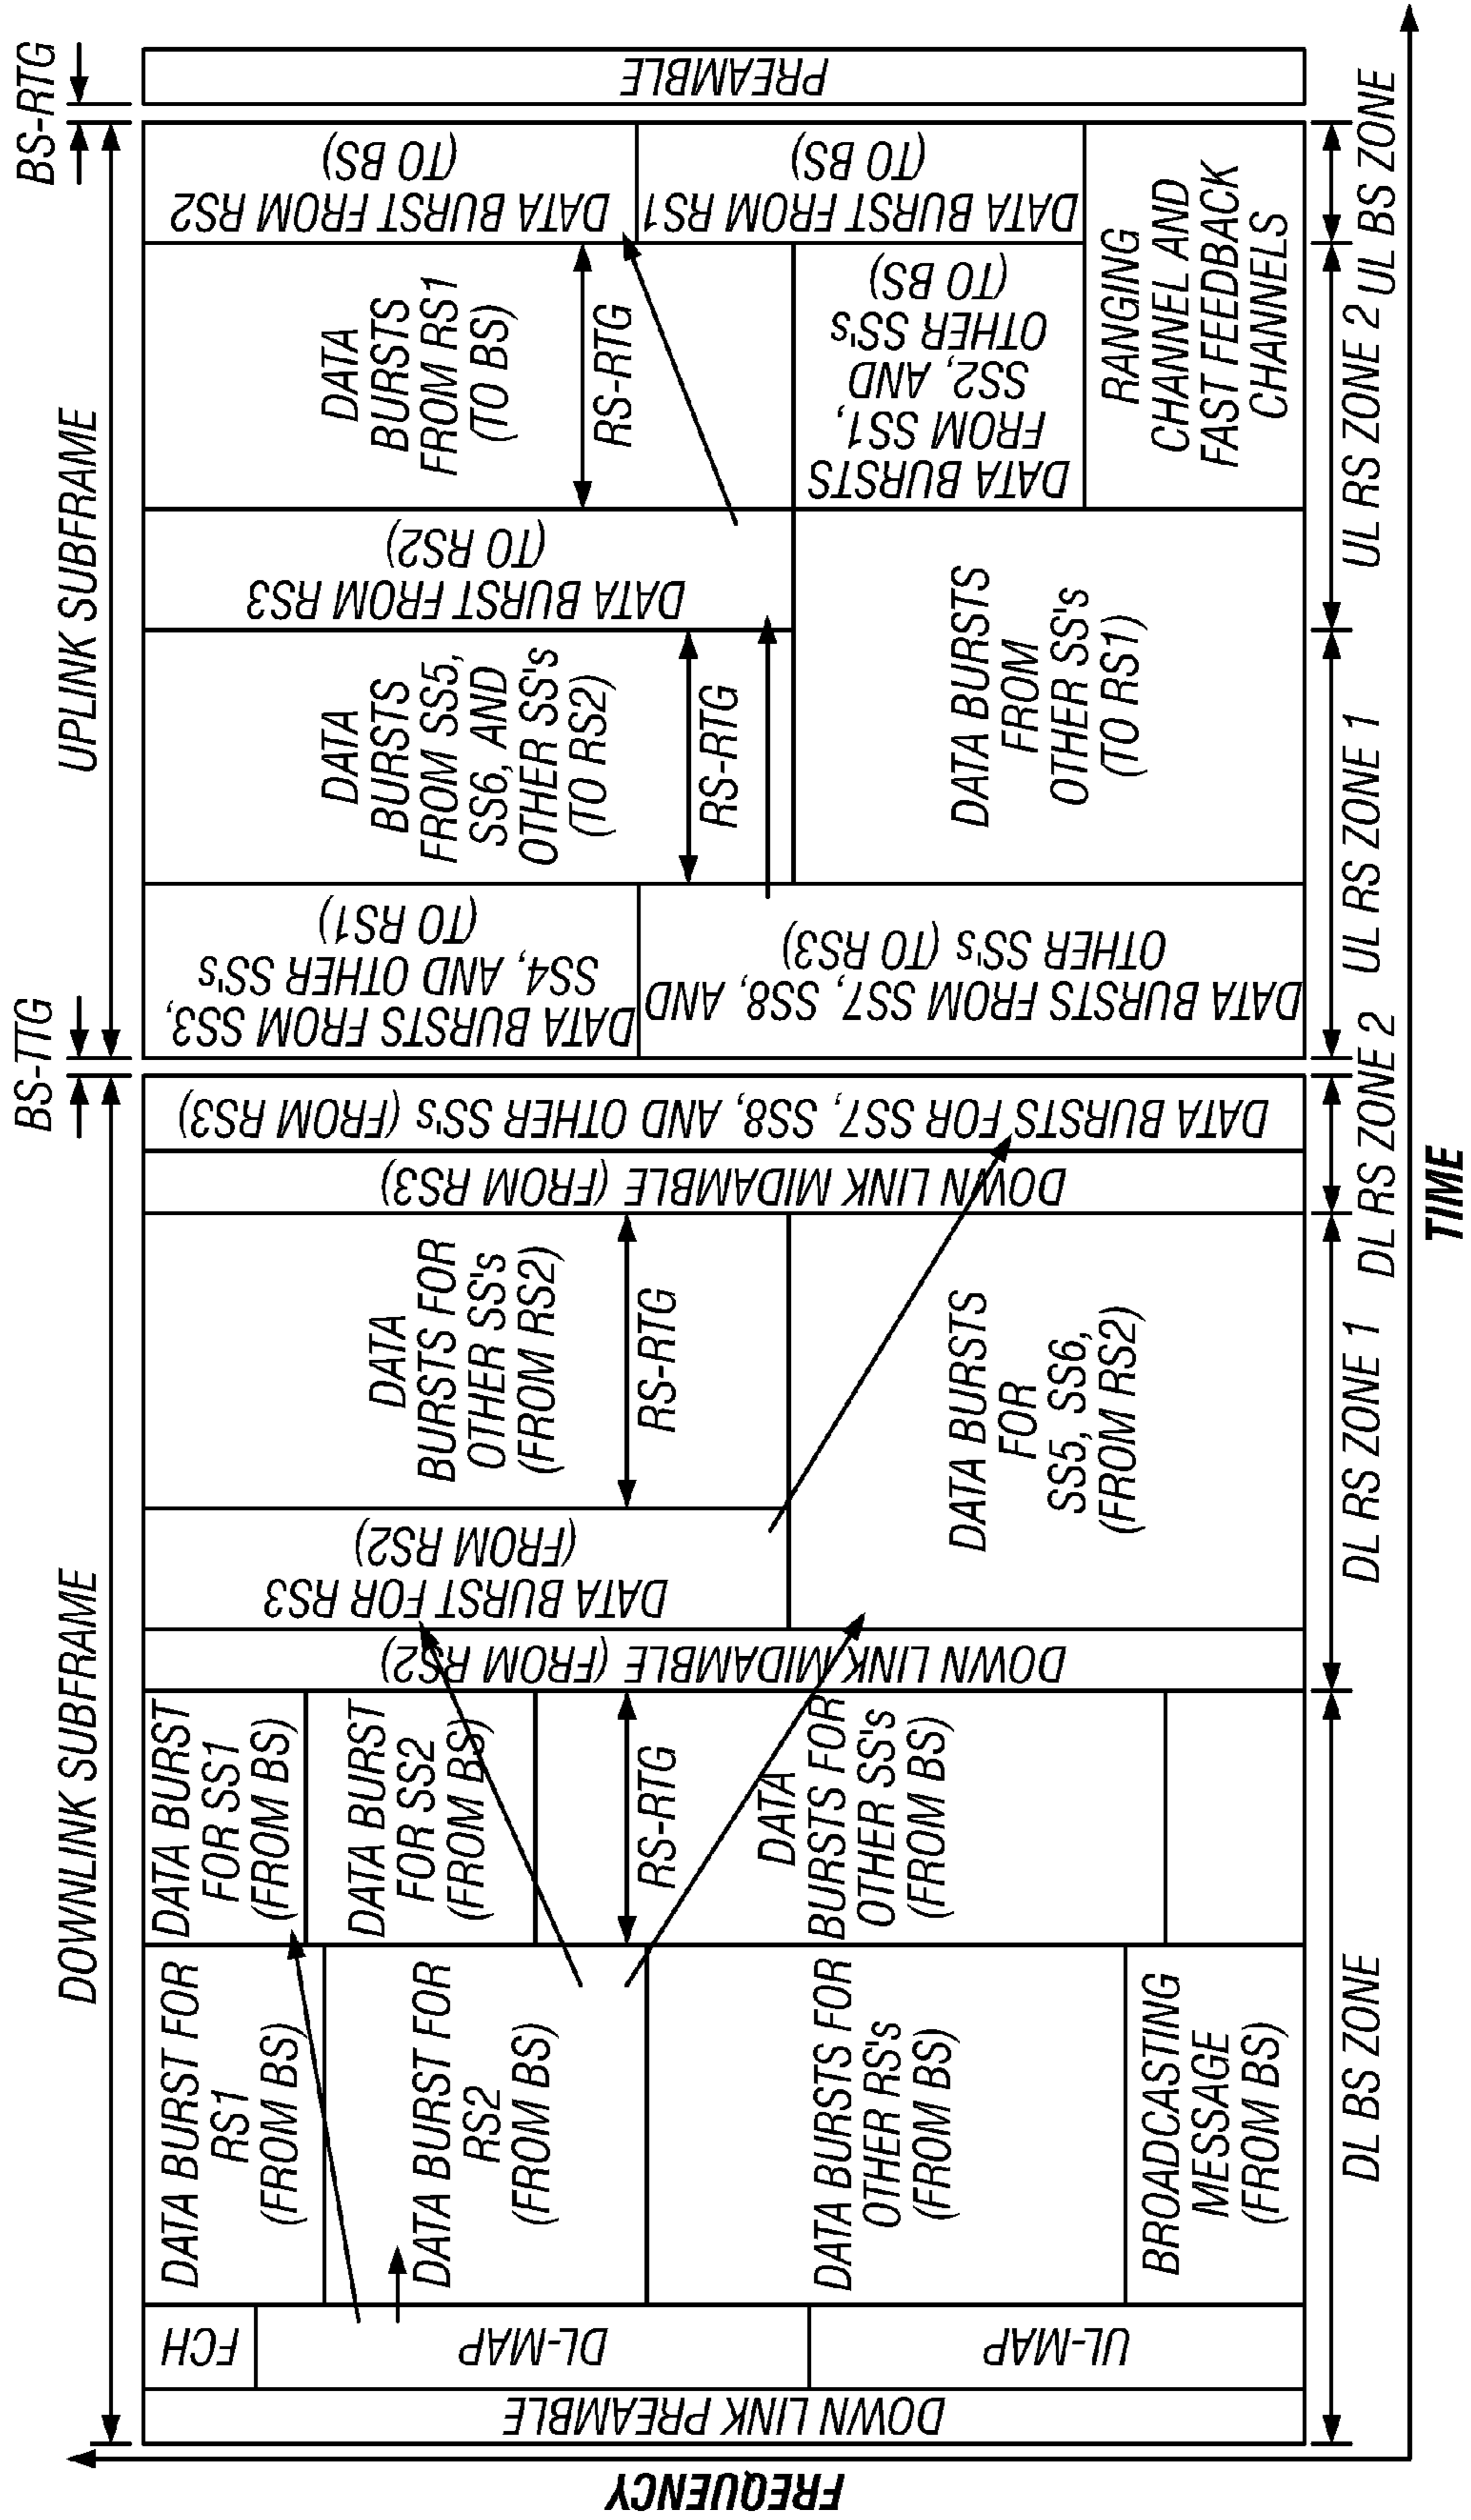 BS-TTG
BS-RTG
DOWNLINK SUBFRAME
UPLINK SUBFRAME
FREQUENCY
DOWN LINK PREAMBLE
FCH
DL-MAP
UL-MAP
DATA BURST FOR
RS1
(FROM BS)
DATA BURST FOR
RS2
(FROM BS)
DATA BURSTS FOR
OTHER RS's
(FROM BS)
BROADCASTING
MESSAGE
(FROM BS)
DATA BURST
FOR SS1
(FROM BS)
DATA BURST
FOR SS2
(FROM BS)
RS-RTG
DATA
BURSTS FOR
OTHER SS's
(FROM BS)
DOWN LINK MIDAMBLE (FROM RS2)
DATA BURST FOR RS3
(FROM RS2)
DATA
BURSTS FOR
OTHER SS's
(FROM RS2)
RS-RTG
DATA BURSTS
FOR
SS5, SS6,
(FROM RS2)
DOWN LINK MIDAMBLE (FROM RS3)
DATA BURSTS FOR SS7, SS8, AND OTHER SS's (FROM RS3)
DATA BURSTS FROM SS3,
SS4, AND OTHER SS's
(TO RS1)
DATA BURSTS FROM SS7, SS8, AND
OTHER SS's (TO RS3)
DATA
BURSTS
FROM SS5,
SS6, AND
OTHER SS's
(TO RS2)
RS-RTG
DATA BURSTS
FROM
OTHER SS's
(TO RS1)
DATA BURST FROM RS3
(TO RS2)
DATA
BURSTS
FROM RS1
(TO BS)
RS-RTG
DATA BURSTS
FROM SS1,
SS2, AND
OTHER SS's
(TO BS)
RANGING
CHANNEL AND
FAST FEEDBACK
CHANNELS
DATA BURST FROM RS2
(TO BS)
DATA BURST FROM RS1
(TO BS)
PREAMBLE
DL BS ZONE
DL RS ZONE 1
DL RS ZONE 2
UL RS ZONE 1
UL RS ZONE 2
UL BS ZONE
TIME